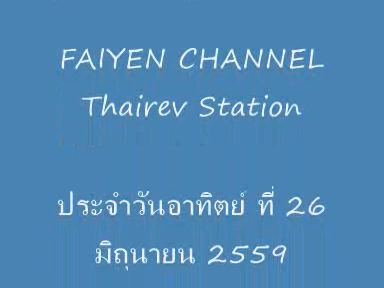 FAIYEN CHANNEL
Thairev Station
ประจำวันอาทิตย์ ที่ 26
มิถุนายน 2559